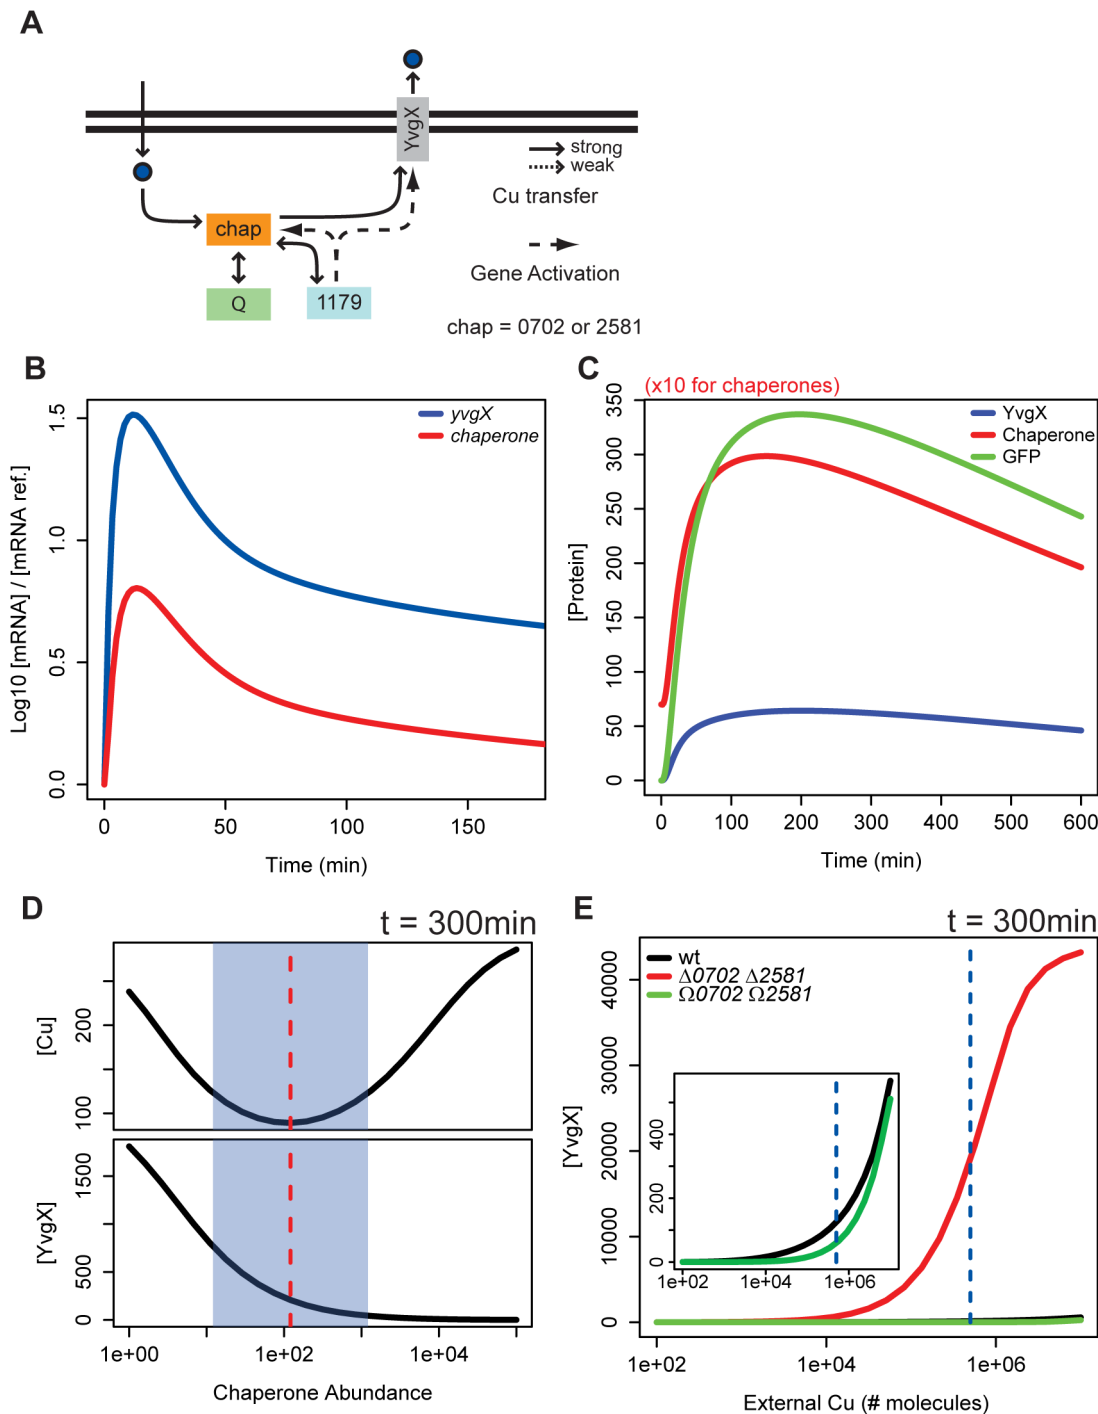 A
YvgX
strong
weak
Cu transfer
chap
Gene Activation
Q
1179
chap = 0702 or 2581
B
yvgX
chaperone
Log10 [mRNA] / [mRNA ref.]
1.5
1.0
0.5
0.0
0 50 100 150
Time (min)
C
(x10 for chaperones)
YvgX
Chaperone
GFP
[Protein]
350
300
250
200
150
100
50
0
0 100 200 300 400 500 600
Time (min)
D
t = 300min
[Cu]
200
100
[YvgX]
1500
500
0
1e+00 1e+02 1e+04
Chaperone Abundance
E
t = 300min
wt
Δ0702 Δ2581
Ω0702 Ω2581
[YvgX]
40000
30000
20000
10000
0
400
200
0
1e+02 1e+04 1e+06
1e+02 1e+04 1e+06
External Cu (# molecules)